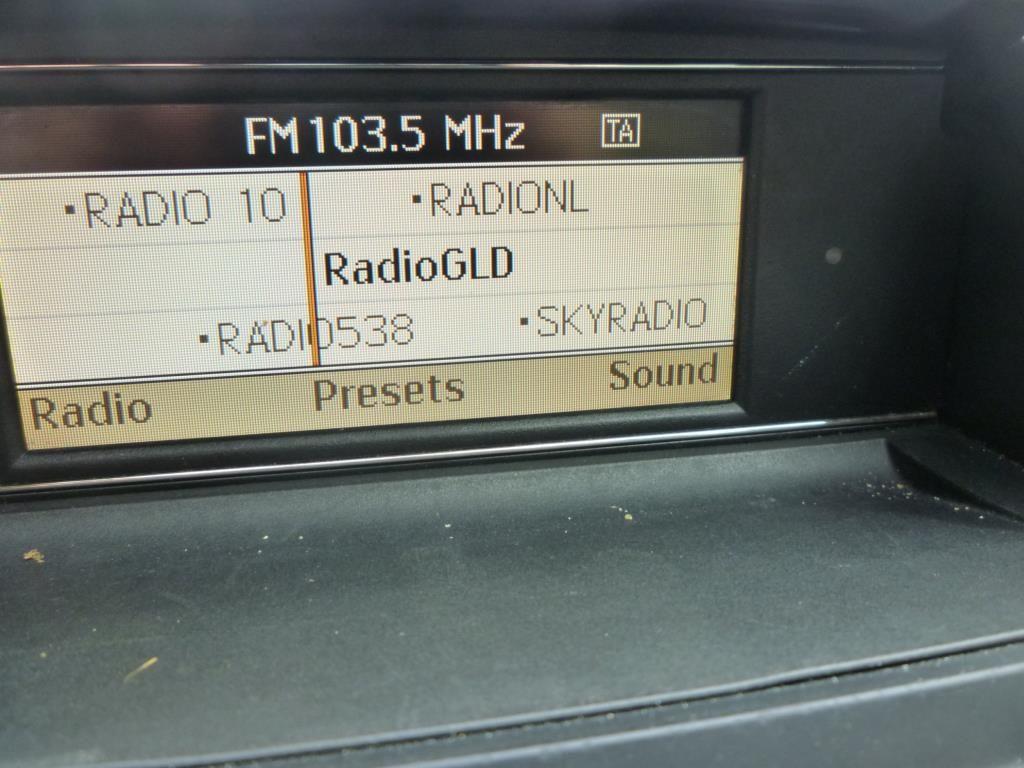 FM 103.5 MHz TA
·RADIO 10 ·RADIONL
RadioGLD
·RADIO538 ·SKYRADIO
Radio Presets Sound